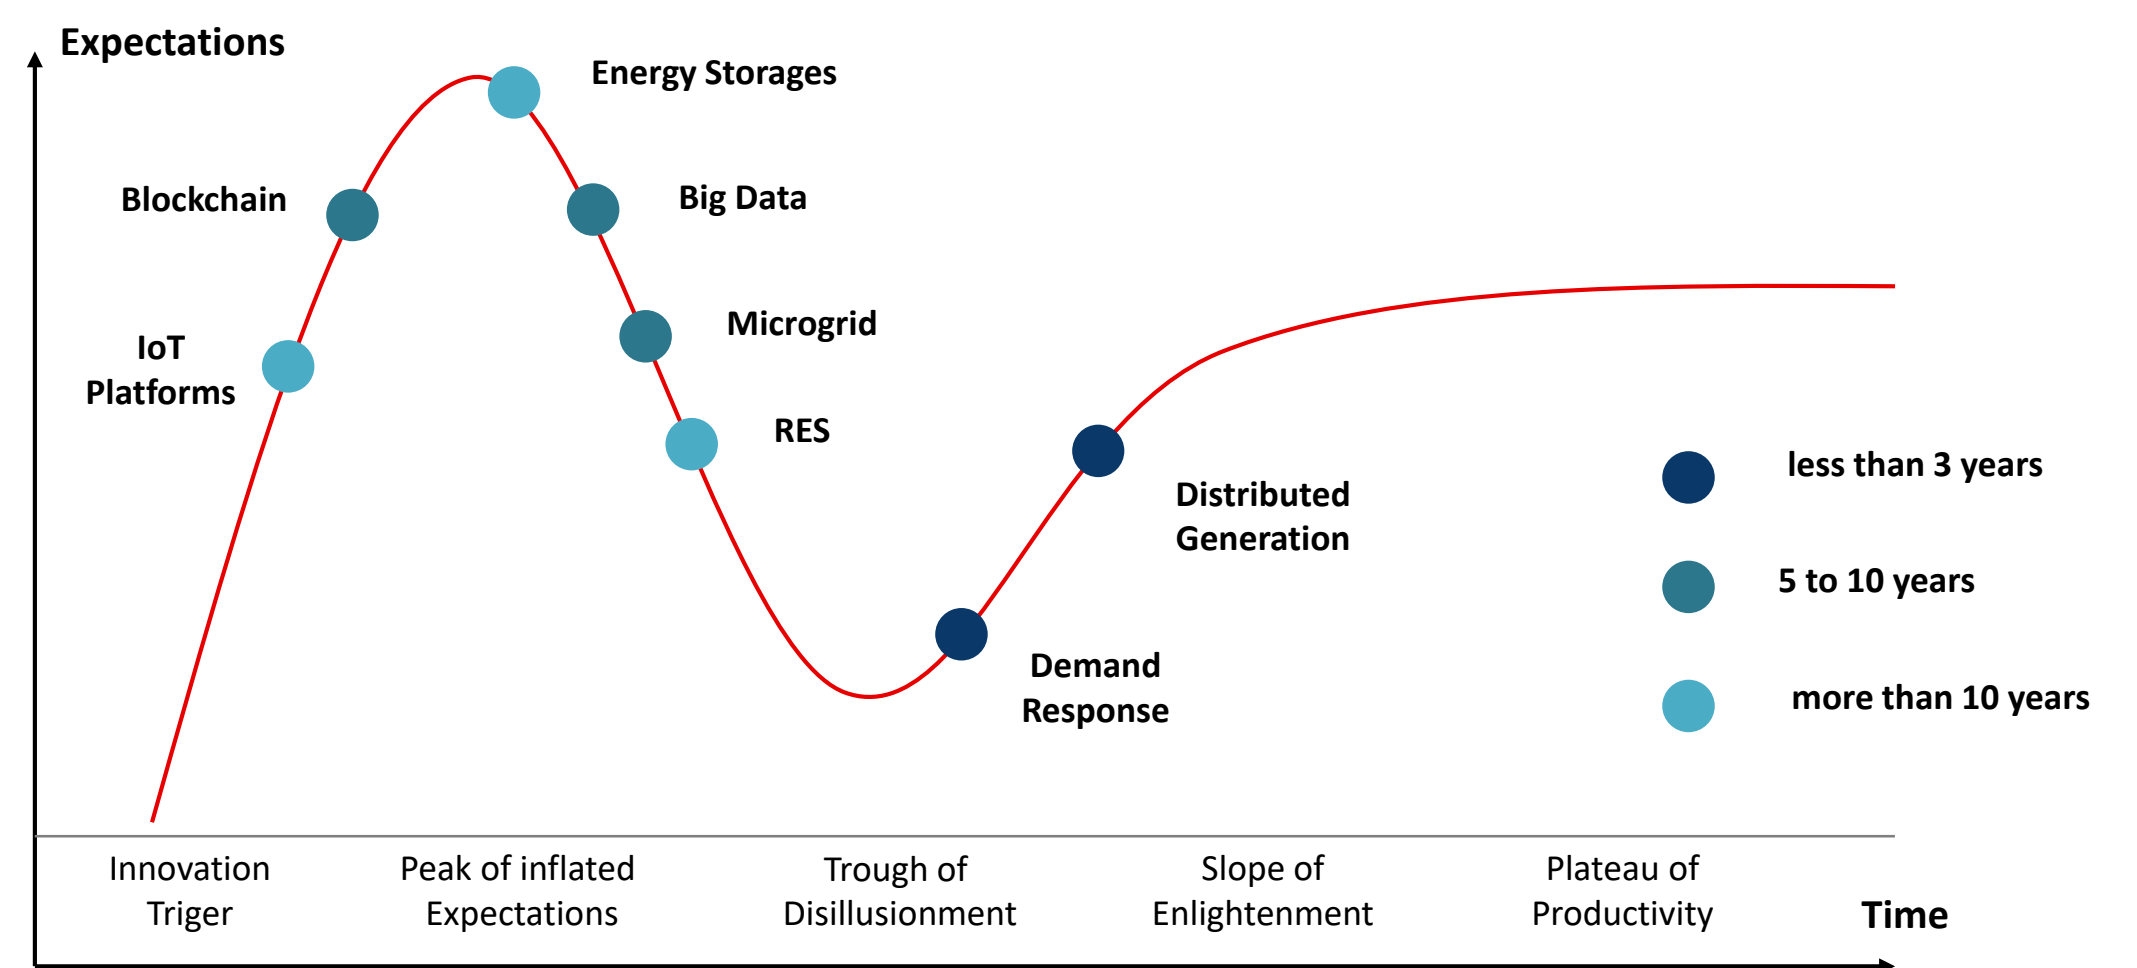 Expectations
Energy Storages
Blockchain
Big Data
IoT
Platforms
Microgrid
RES
Distributed
Generation
Demand
Response
less than 3 years
5 to 10 years
more than 10 years
Innovation
Triger
Peak of inflated
Expectations
Trough of
Disillusionment
Slope of
Enlightenment
Plateau of
Productivity
Time